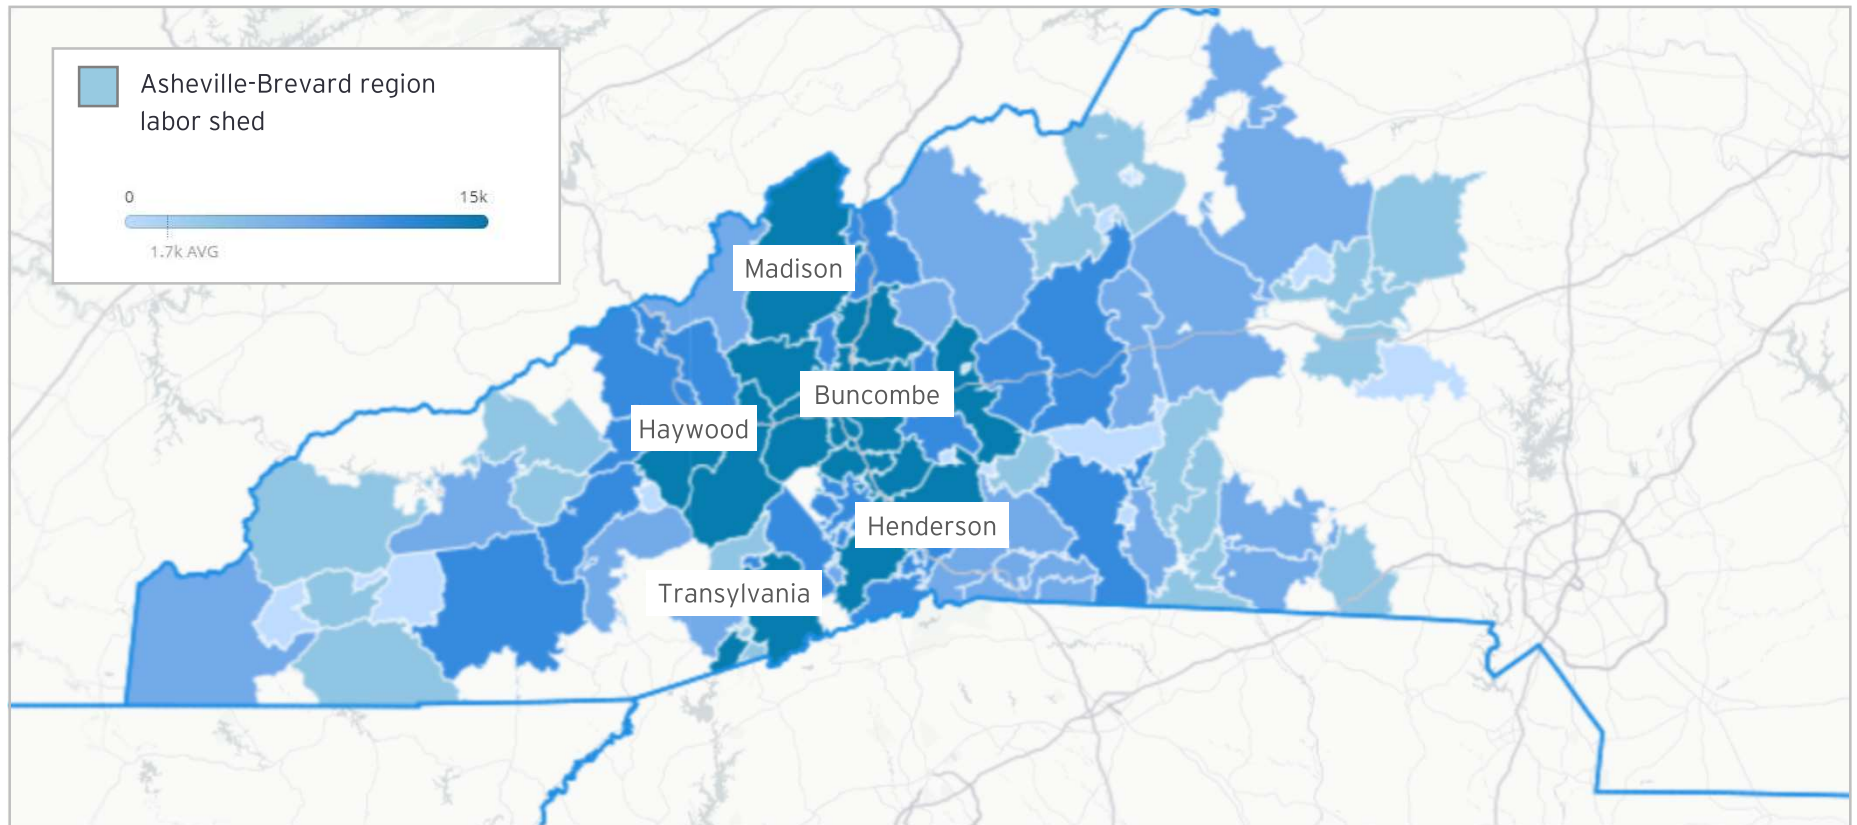 Asheville-Brevard region
labor shed
0 15k
1.7k AVG
Madison
Buncombe
Haywood
Henderson
Transylvania